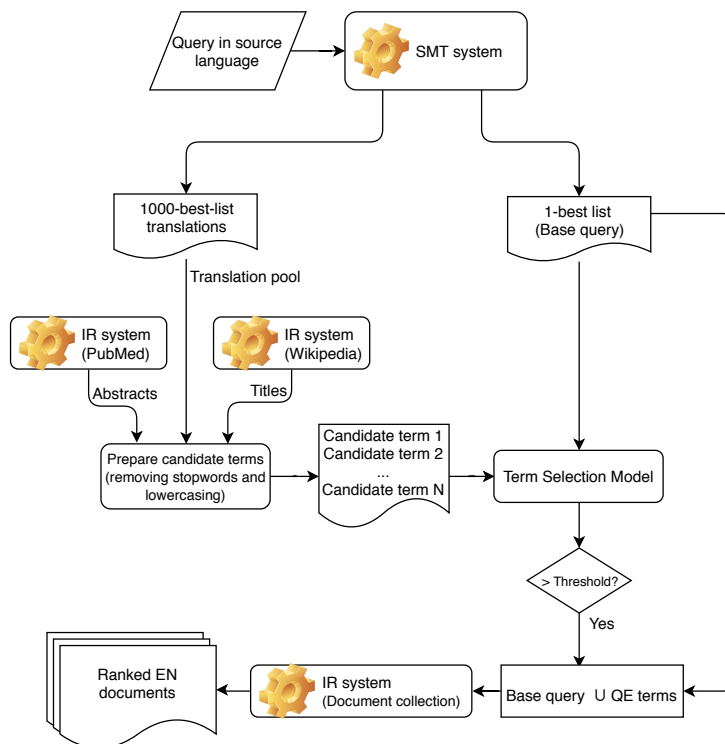 Query in source
language
SMT system
1000-best-list
translations
1-best list
(Base query)
Translation pool
IR system
(PubMed)
IR system
(Wikipedia)
Abstracts
Titles
Prepare candidate terms
(removing stopwords and
lowercasing)
Candidate term 1
Candidate term 2
...
Candidate term N
Term Selection Model
> Threshold?
Yes
Ranked EN
documents
IR system
(Document collection)
Base query U QE terms